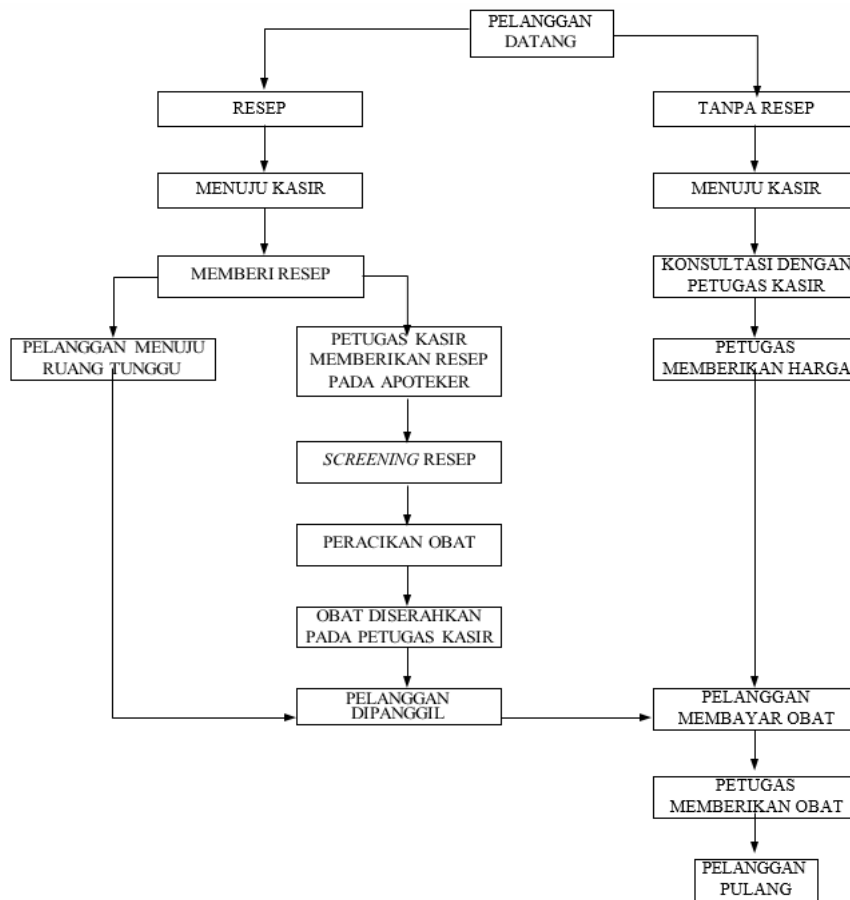 PELANGGAN
DATANG
RESEP
TANPA RESEP
MENUJU KASIR
MENUJU KASIR
MEMBERI RESEP
KONSULTASI DENGAN
PETUGAS KASIR
PELANGGAN MENUJU
RUANG TUNGGU
PETUGAS KASIR
MEMBERIKAN RESEP
PADA APOTEKER
PETUGAS
MEMBERIKAN HARGA
SCREENING RESEP
PERACIKAN OBAT
OBAT DISERAHKAN
PADA PETUGAS KASIR
PELANGGAN
DIPANGGIL
PELANGGAN
MEMBAYAR OBAT
PETUGAS
MEMBERIKAN OBAT
PELANGGAN
PULANG